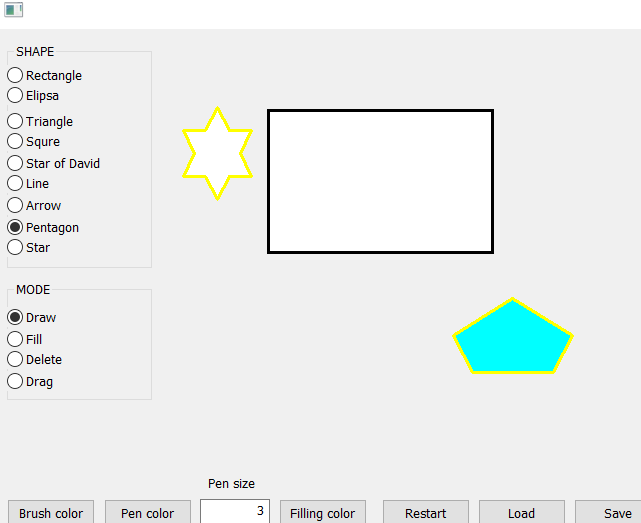 SHAPE
Rectangle
Elipsa
Triangle
Squre
Star of David
Line
Arrow
Pentagon
Star
MODE
Draw
Fill
Delete
Drag
Pen size
Brush color
Pen color
3
Filling color
Restart
Load
Save